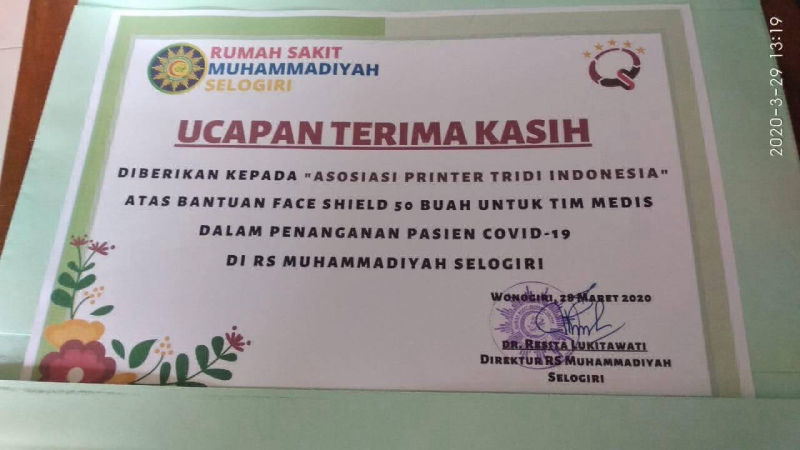 RUMAH SAKIT
MUHAMMADIYAH
SELOGIRI
UCAPAN TERIMA KASIH
DIBERIKAN KEPADA "ASOSIASI PRINTER TRIDI INDONESIA"
ATAS BANTUAN FACE SHIELD 50 BUAH UNTUK TIM MEDIS
DALAM PENANGANAN PASIEN COVID-19
DI RS MUHAMMADIYAH SELOGIRI
WONOGIRI, 28 MARET 2020
DR. RESITA LUKITAWATI
DIREKTUR RS MUHAMMADIYAH
SELOGIRI
2020-3-29 13:19